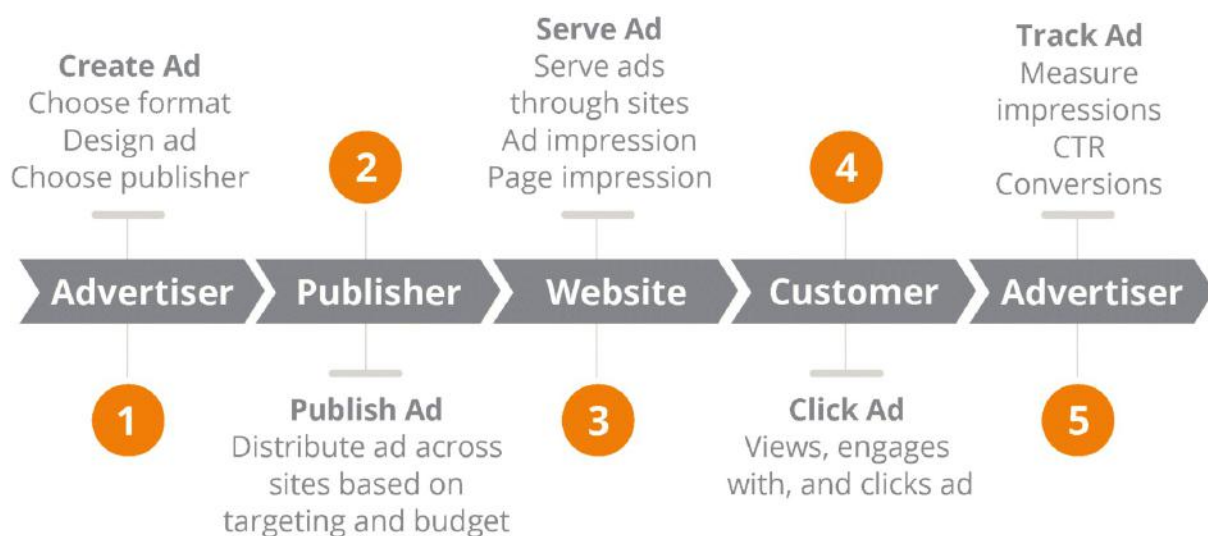 Create Ad
Choose format
Design ad
Choose publisher
2
Serve Ad
Serve ads
through sites
Ad impression
Page impression
4
Track Ad
Measure
impressions
CTR
Conversions
Advertiser
Publisher
Website
Customer
Advertiser
1
Publish Ad
Distribute ad across
sites based on
targeting and budget
3
Click Ad
Views, engages
with, and clicks ad
5